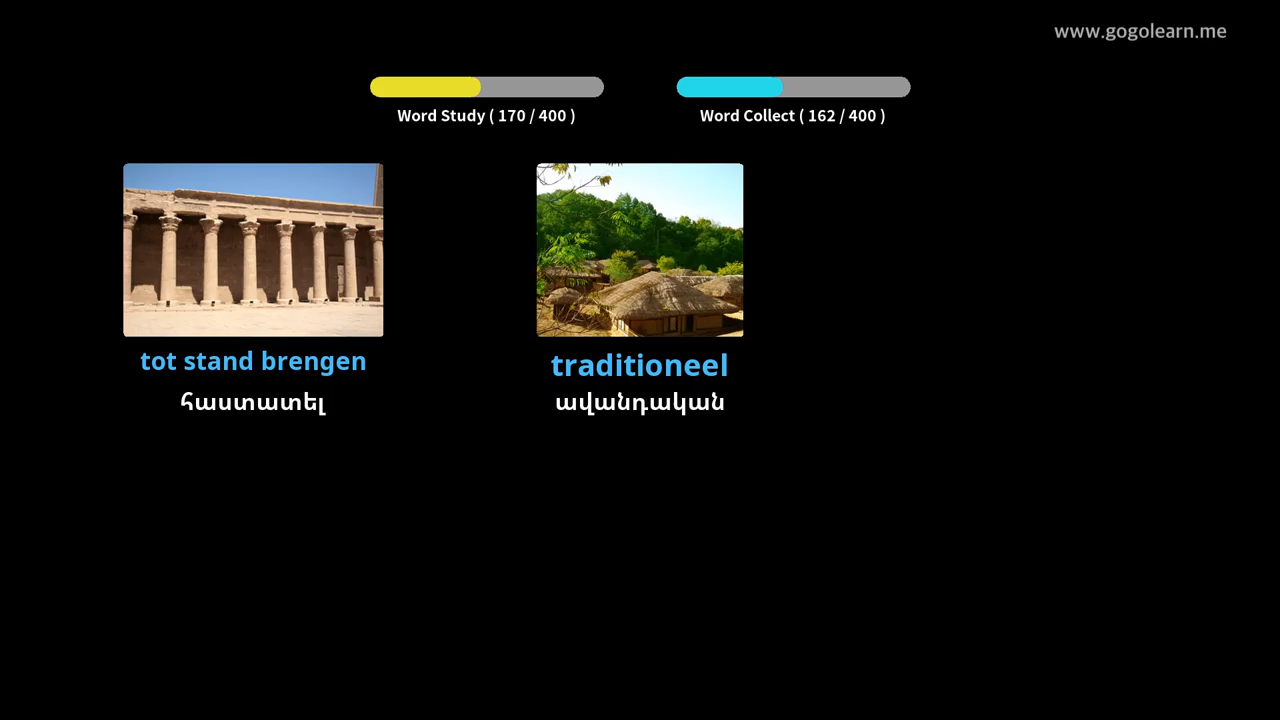 www.gogolearn.me
Word Study ( 170 / 400 )
Word Collect ( 162 / 400 )
tot stand brengen
հաստատել
traditioneel
ավանդական